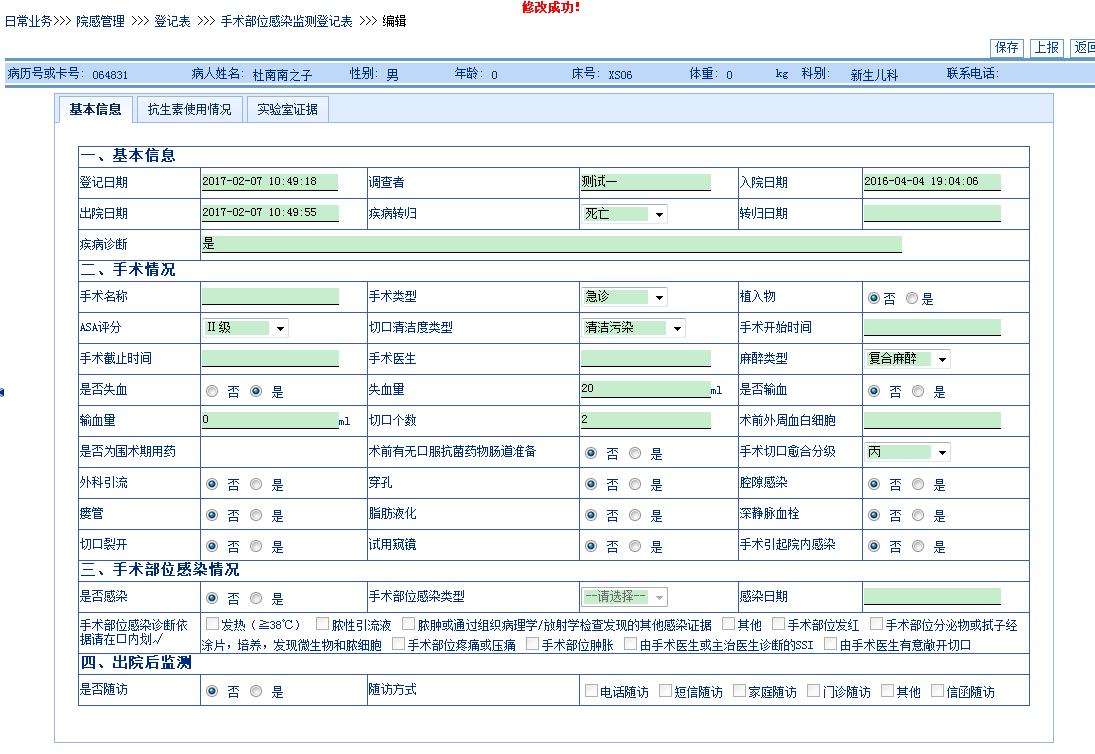 修改成功!
日常业务>>> 院感管理 >>> 登记表 >>> 手术部位感染监测登记表 >>> 编辑
保存 上报 返回
病历号或卡号: 064831 病人姓名: 杜南南之子 性别: 男 年龄: 0 床号: XS06 体重: 0 kg 科别: 新生儿科 联系电话:
基本信息 抗生素使用情况 实验室证据
一、基本信息
登记日期 2017-02-07 10:49:18 调查者 测试一 入院日期 2016-04-04 19:04:06
出院日期 2017-02-07 10:49:55 疾病转归 死亡 转归日期
疾病诊断 是
二、手术情况
手术名称 手术类型 急诊 植入物 否 是
ASA评分 II级 切口清洁度类型 清洁污染 手术开始时间
手术截止时间 手术医生 麻醉类型 复合麻醉
是否失血 否 是 失血量 20 ml 是否输血 否 是
输血量 0 ml 切口个数 2 术前外周血白细胞
是否为围术期用药 术前有无口服抗菌药物肠道准备 否 是 手术切口愈合分级 丙
外科引流 否 是 穿孔 否 是 腔隙感染 否 是
瘘管 否 是 脂肪液化 否 是 深静脉血栓 否 是
切口裂开 否 是 试用窥镜 否 是 手术引起院内感染 否 是
三、手术部位感染情况
是否感染 否 是 手术部位感染类型 --请选择-- 感染日期
手术部位感染诊断依据请在口内划√ 发热（≧38℃） 脓性引流液 脓肿或通过组织病理学/放射学检查发现的其他感染证据 其他 手术部位发红 手术部位分泌物或拭子经
涂片，培养，发现微生物和脓细胞 手术部位疼痛或压痛 手术部位肿胀 由手术医生或主治医生诊断的SSI 由手术医生有意敞开切口
四、出院后监测
是否随访 否 是 随访方式 电话随访 短信随访 家庭随访 门诊随访 其他 信函随访